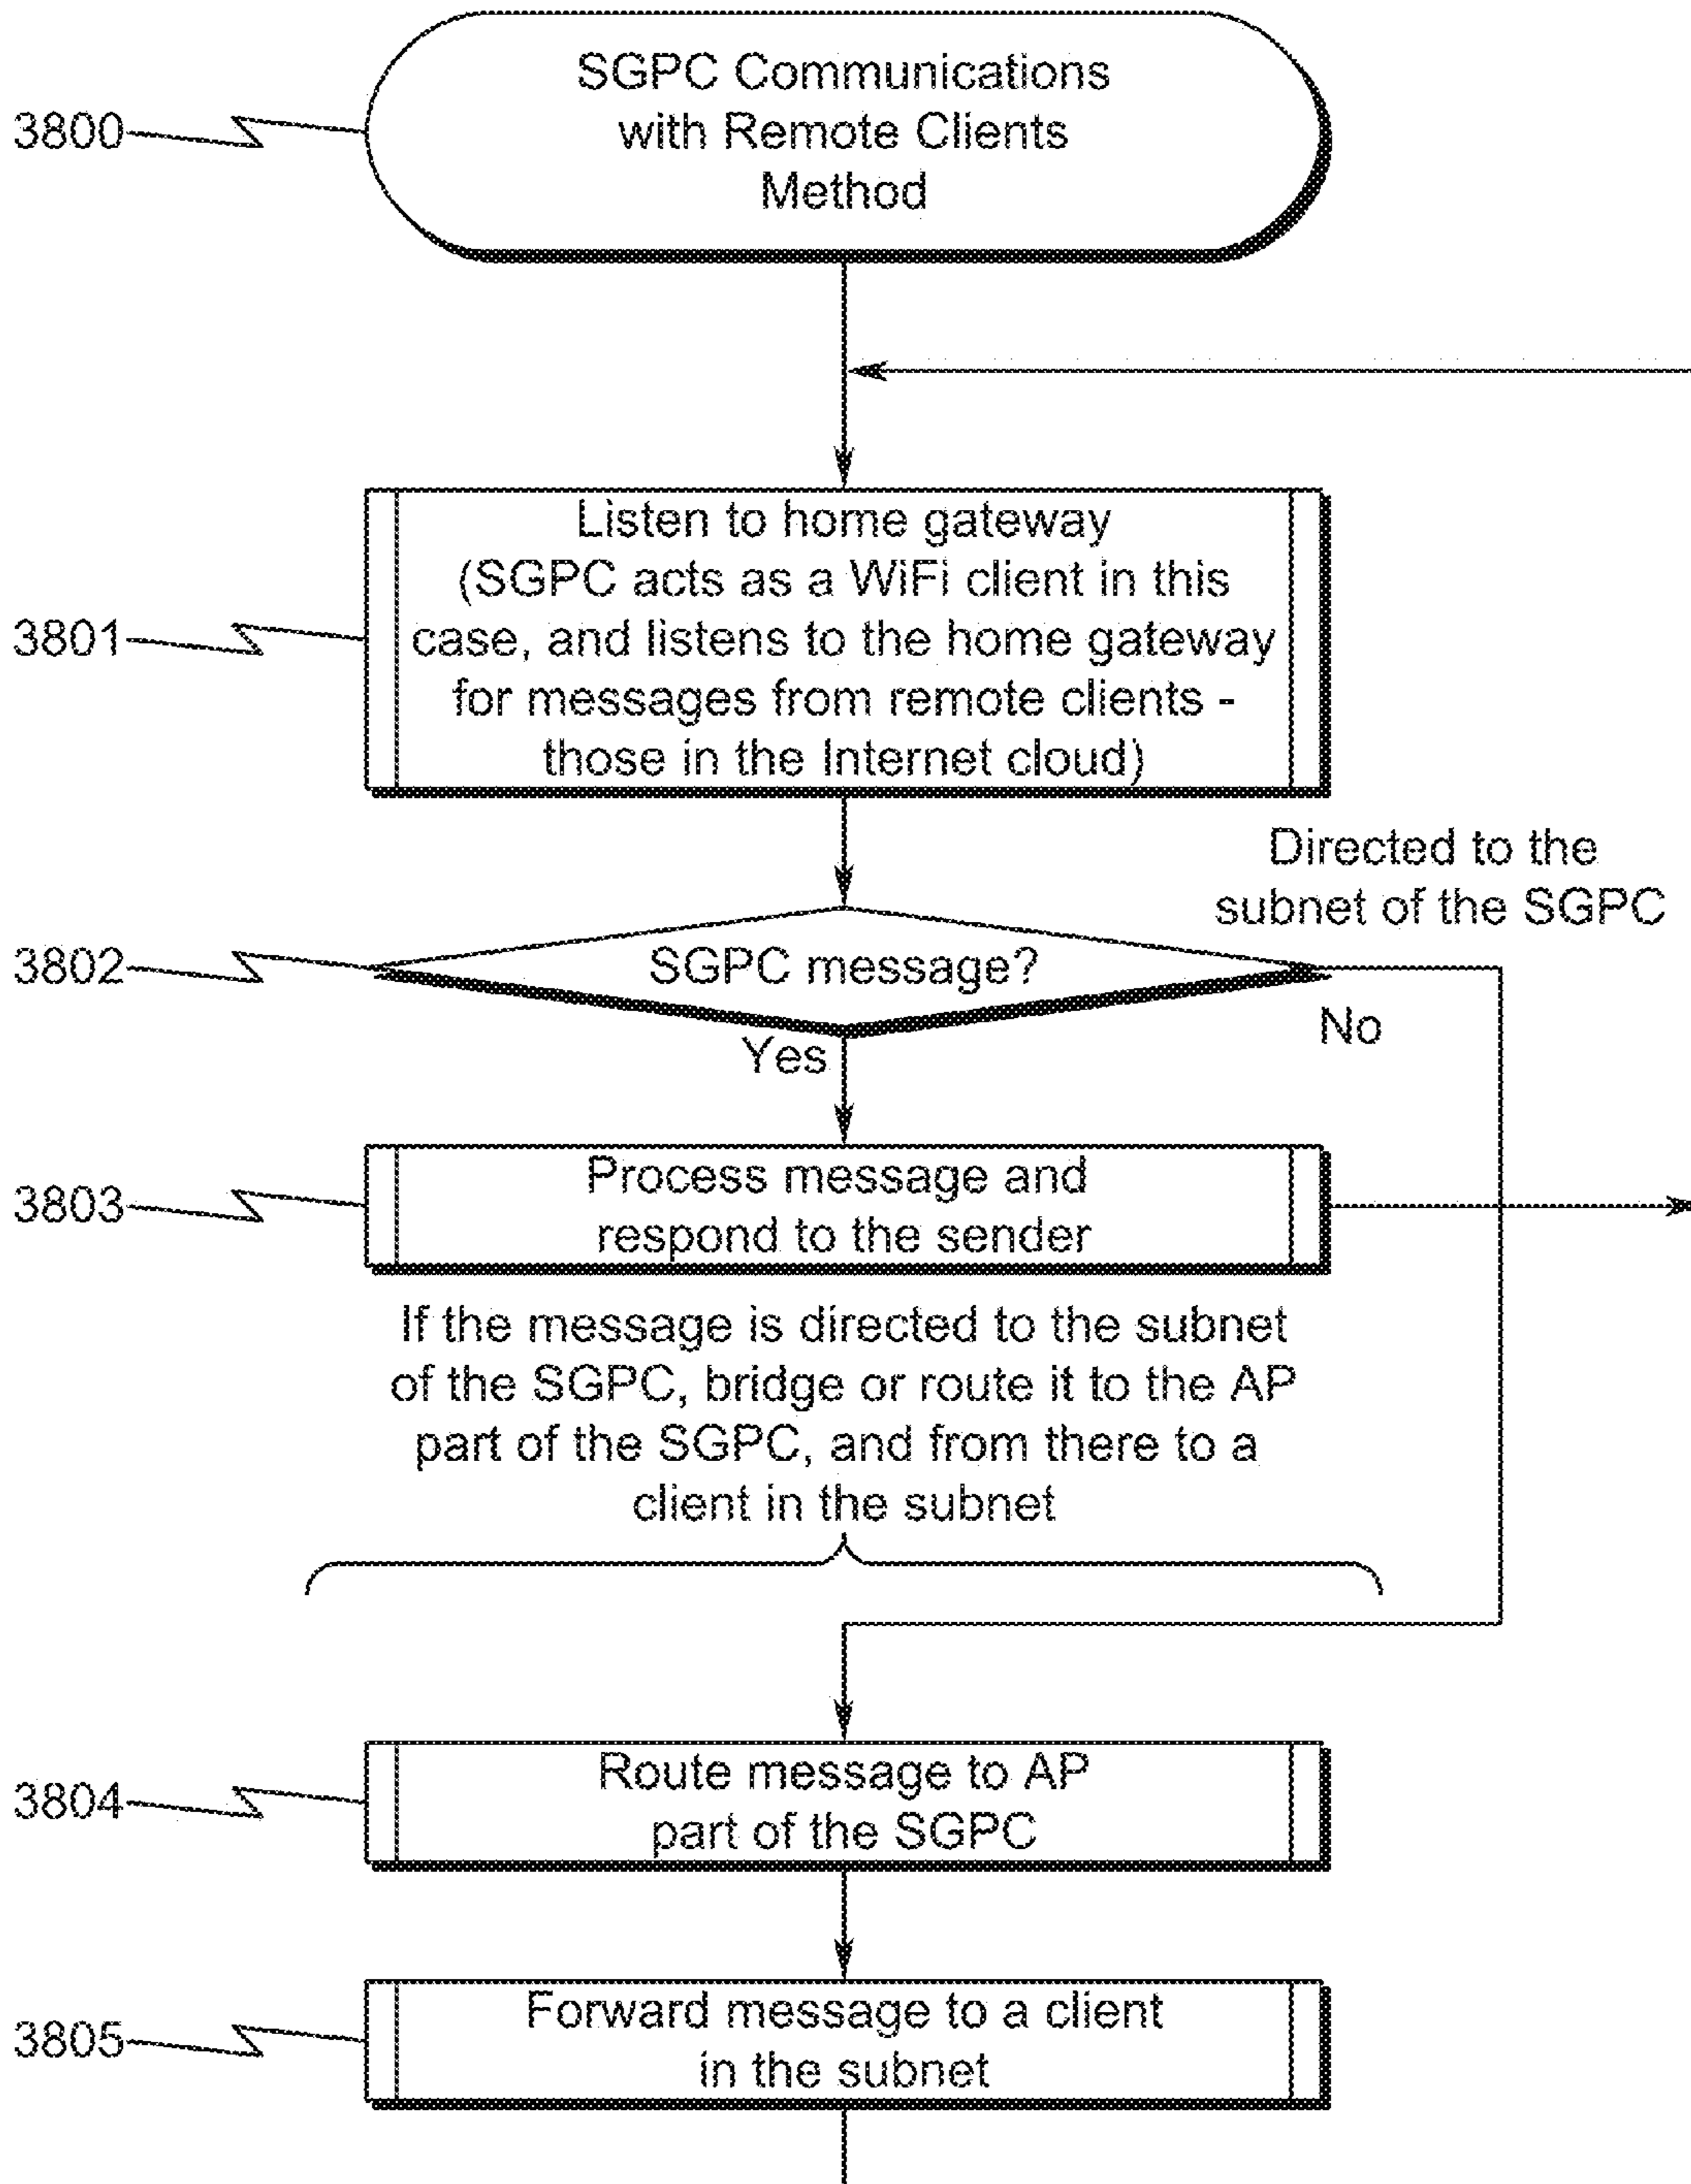 3800
SGPC Communications
with Remote Clients
Method
3801
Listen to home gateway
(SGPC acts as a WiFi client in this
case, and listens to the home gateway
for messages from remote clients -
those in the Internet cloud)
Directed to the
subnet of the SGPC
3802
SGPC message?
No
Yes
3803
Process message and
respond to the sender
If the message is directed to the subnet
of the SGPC, bridge or route it to the AP
part of the SGPC, and from there to a
client in the subnet
3804
Route message to AP
part of the SGPC
3805
Forward message to a client
in the subnet